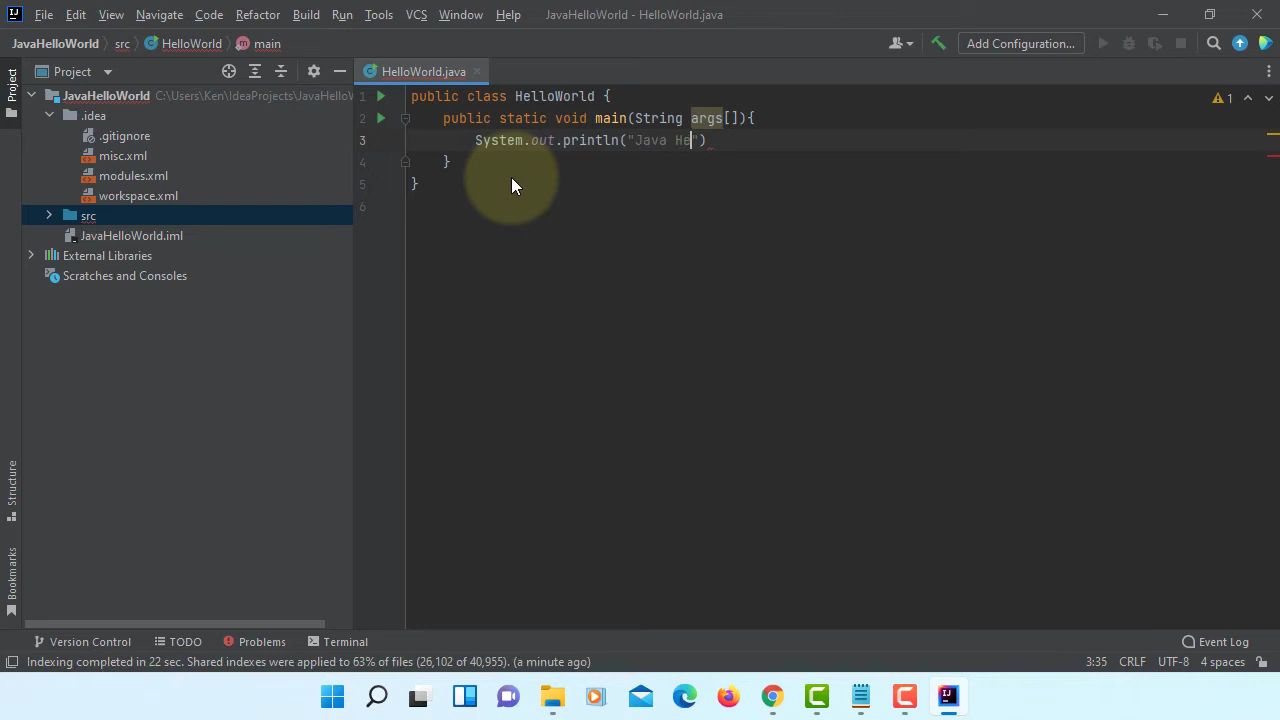 File Edit View Navigate Code Refactor Build Run Tools VCS Window Help JavaHelloWorld - HelloWorld.java
JavaHelloWorld src HelloWorld main Add Configuration...
Project
Project HelloWorld.java
JavaHelloWorld C:\Users\Ken\IdeaProjects\JavaHelloW
.idea
.gitignore
misc.xml
modules.xml
workspace.xml
src
JavaHelloWorld.iml
External Libraries
Scratches and Consoles
1 public class HelloWorld {
2 public static void main(String args[]){
3 System.out.println("Java He")
4 }
5 }
6
1
Structure
Bookmarks
Version Control TODO Problems Terminal Event Log
Indexing completed in 22 sec. Shared indexes were applied to 63% of files (26,102 of 40,955). (a minute ago) 3:35 CRLF UTF-8 4 spaces